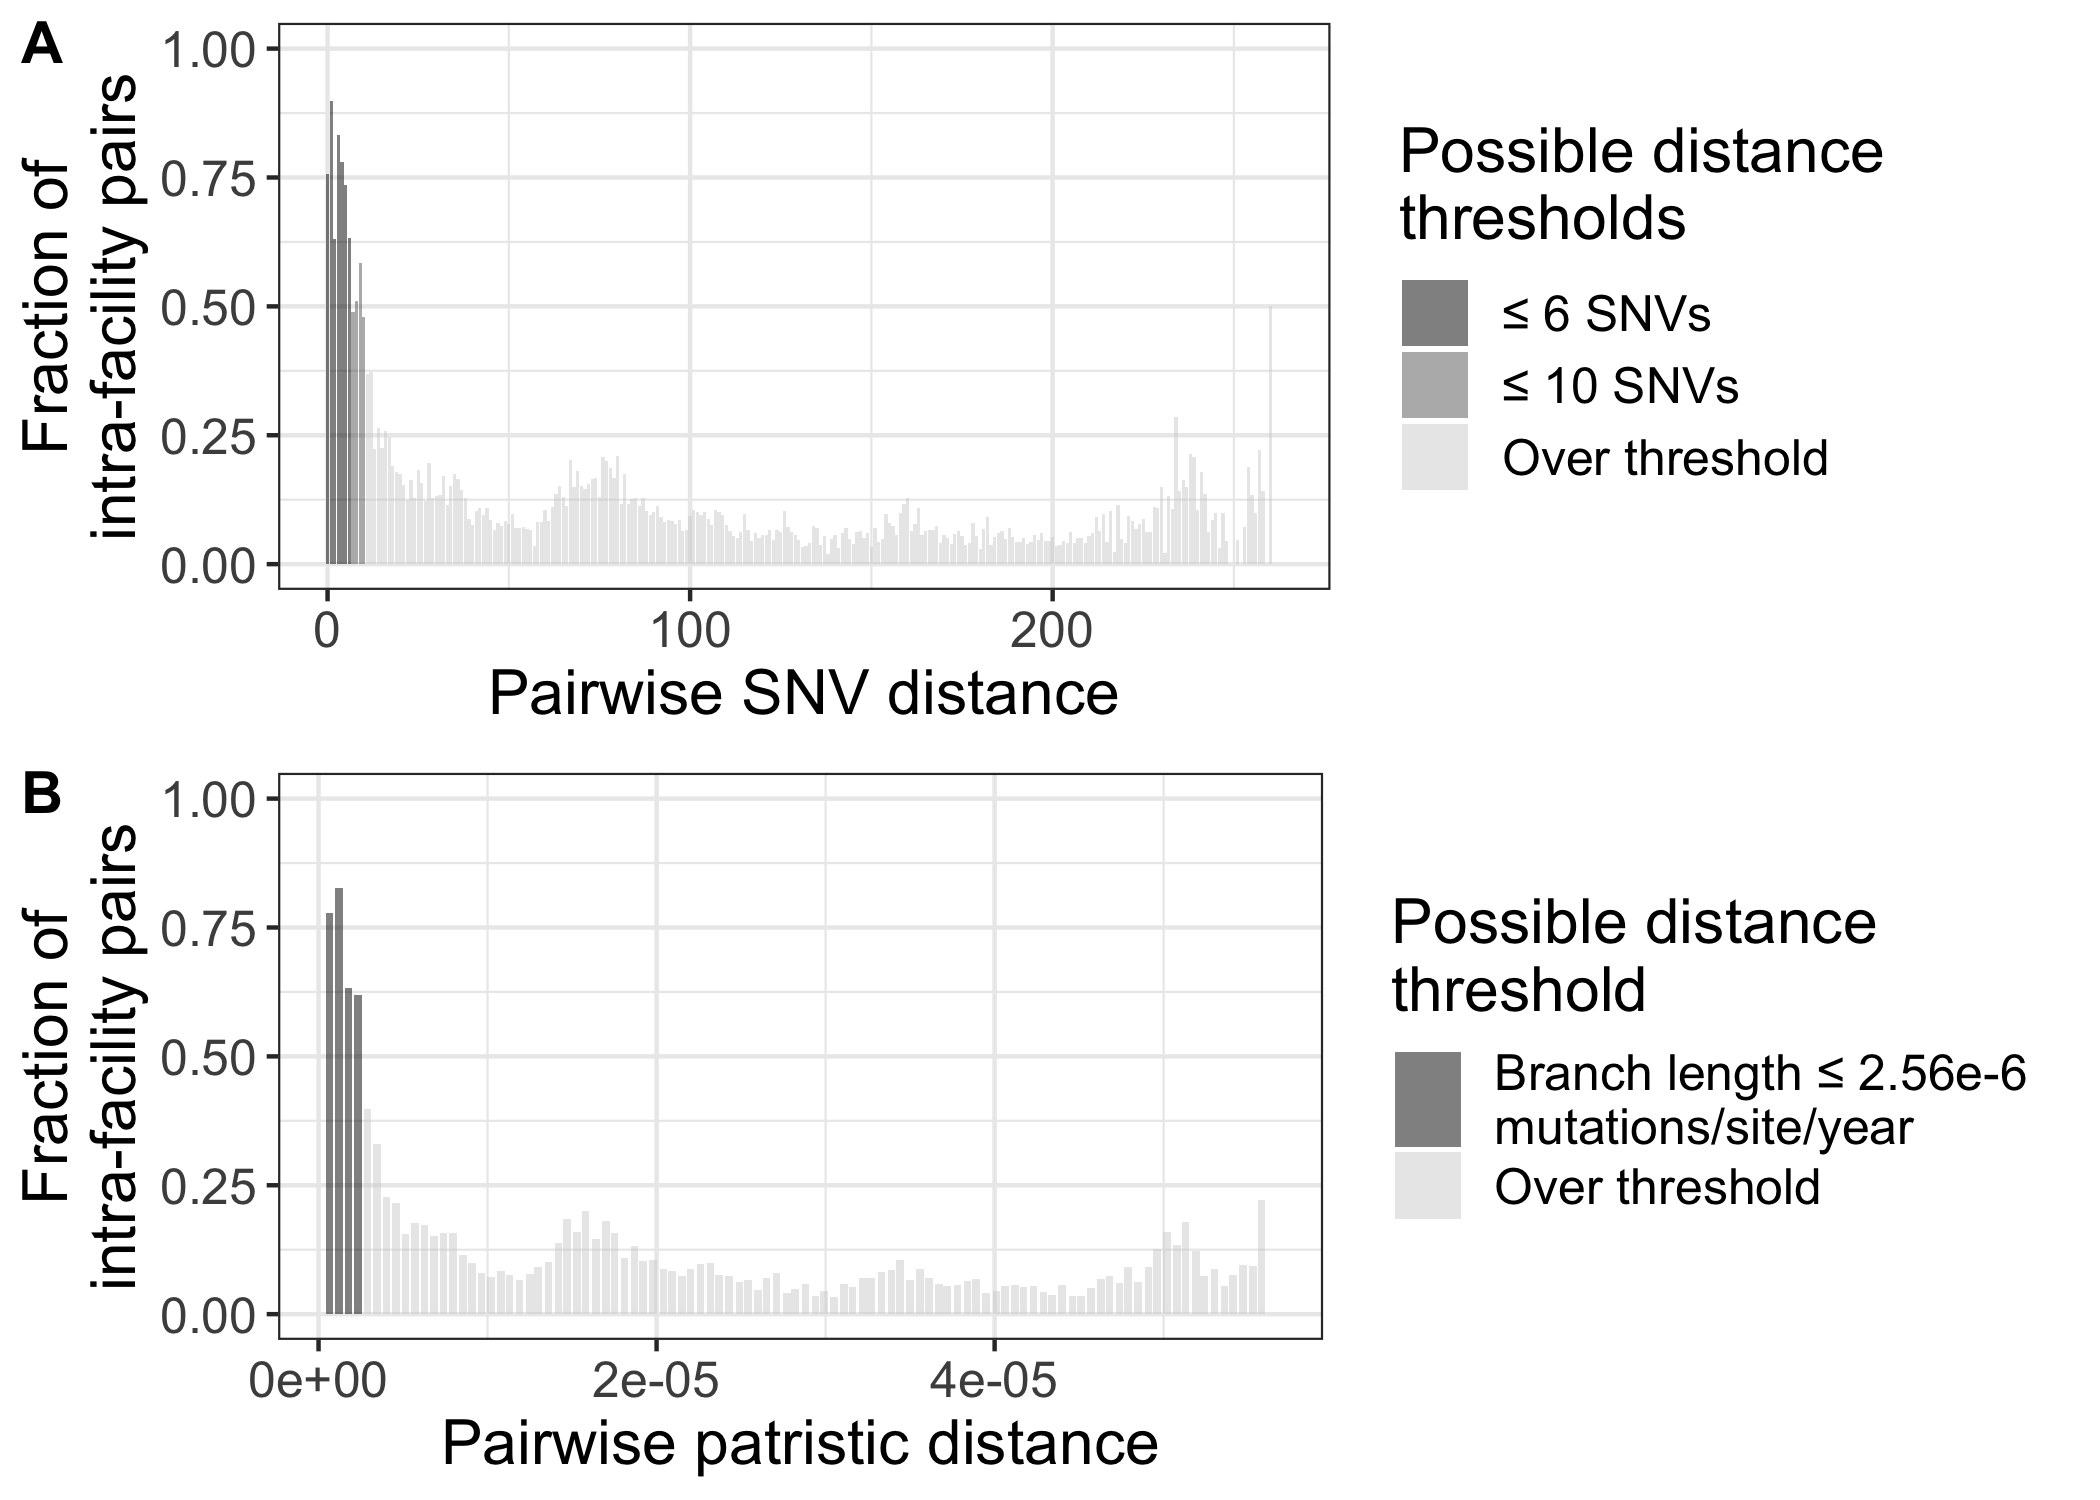 A
Fraction of
intra-facility pairs
1.00
0.75
0.50
0.25
0.00
0
100
200
Pairwise SNV distance
Possible distance
thresholds
≤ 6 SNVs
≤ 10 SNVs
Over threshold
B
Fraction of
intra-facility pairs
1.00
0.75
0.50
0.25
0.00
0e+00
2e-05
4e-05
Pairwise patristic distance
Possible distance
threshold
Branch length ≤ 2.56e-6
mutations/site/year
Over threshold